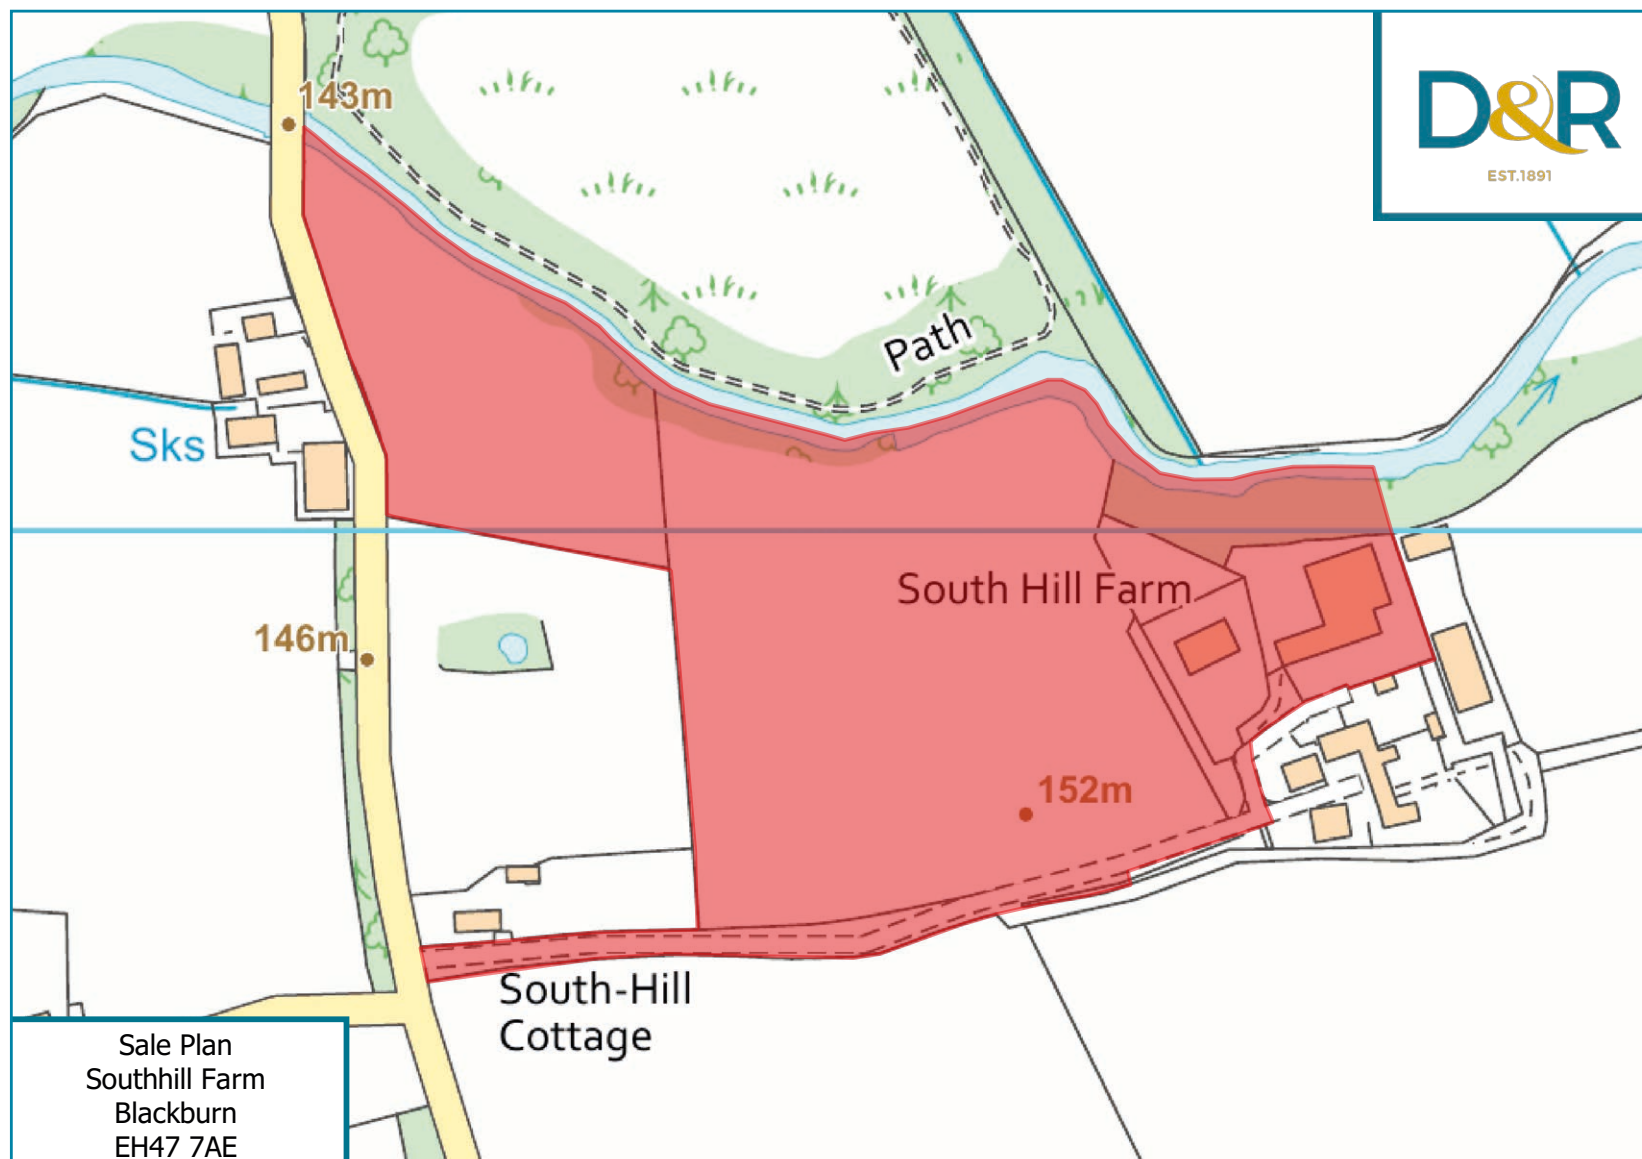 143m
D&R
EST.1891
Path
Sks
South Hill Farm
146m
152m
South-Hill
Cottage
Sale Plan
Southhill Farm
Blackburn
EH47 7AE